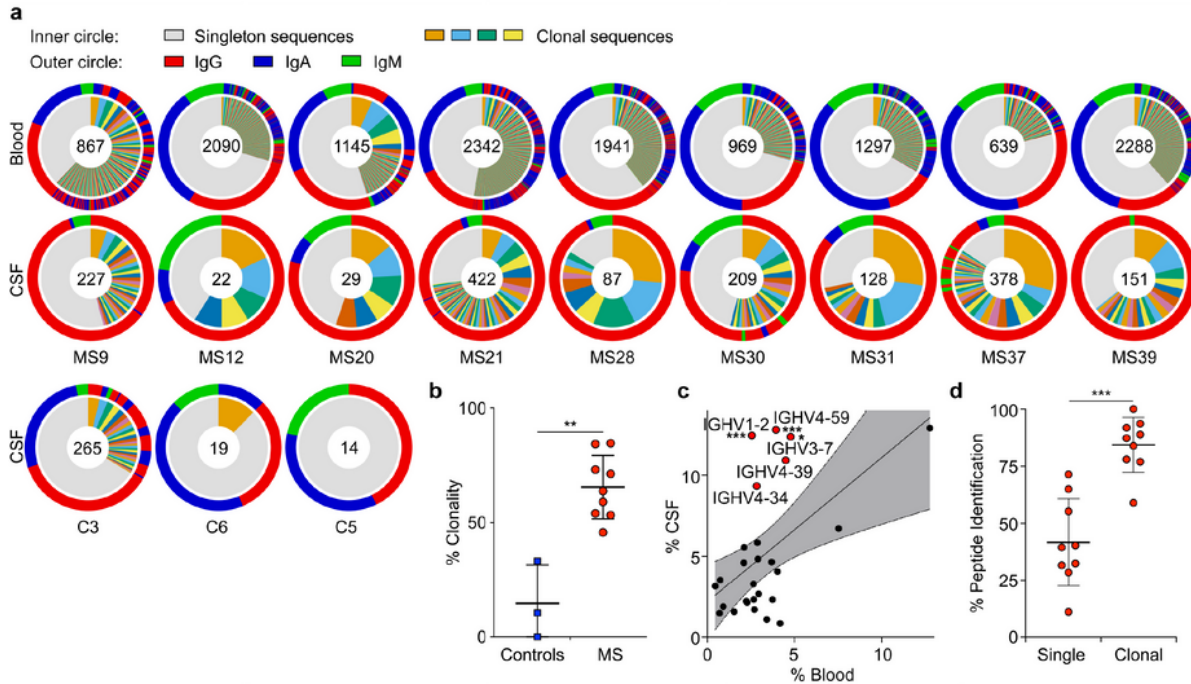 a
Inner circle: Singleton sequences Clonal sequences
Outer circle: IgG IgA IgM
Blood
867 2090 1145 2342 1941 969 1297 639 2288
CSF
227 22 29 422 87 209 128 378 151
MS9 MS12 MS20 MS21 MS28 MS30 MS31 MS37 MS39
CSF
265 19 14
C3 C6 C5
b
% Clonality
100
50
0
**
Controls MS
c
% CSF
15
10
5
0
IGHV1-2 IGHV4-59
*** ***
*
IGHV3-7
IGHV4-39
IGHV4-34
0 5 10
% Blood
d
% Peptide Identification
100
75
50
25
0
***
Single Clonal